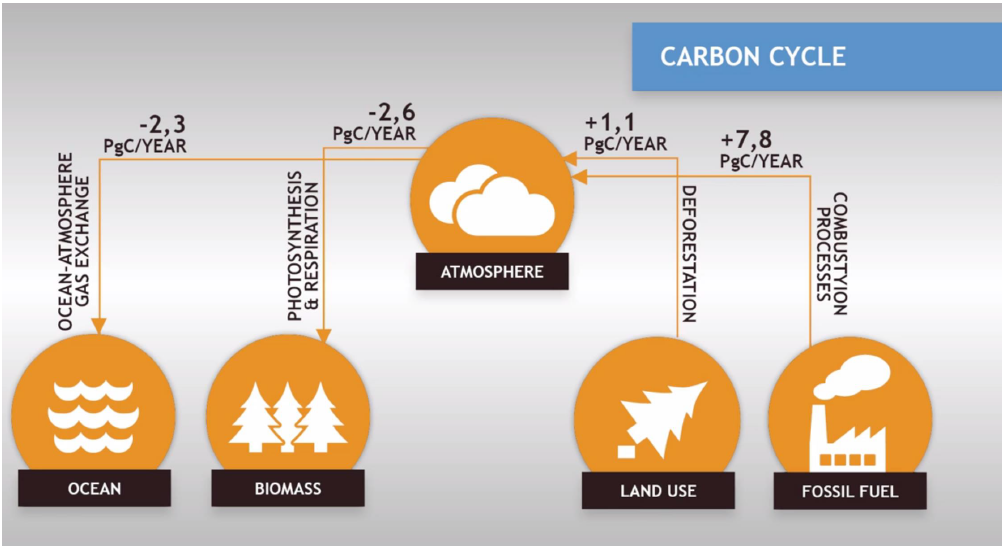 CARBON CYCLE
-2,3
PgC/YEAR
-2,6
PgC/YEAR
+1,1
PgC/YEAR
+7,8
PgC/YEAR
OCEAN-ATMOSPHERE
GAS EXCHANGE
PHOTOSYNTHESIS
& RESPIRATION
ATMOSPHERE
DEFORESTATION
COMBUSTYION
PROCESSES
OCEAN
BIOMASS
LAND USE
FOSSIL FUEL